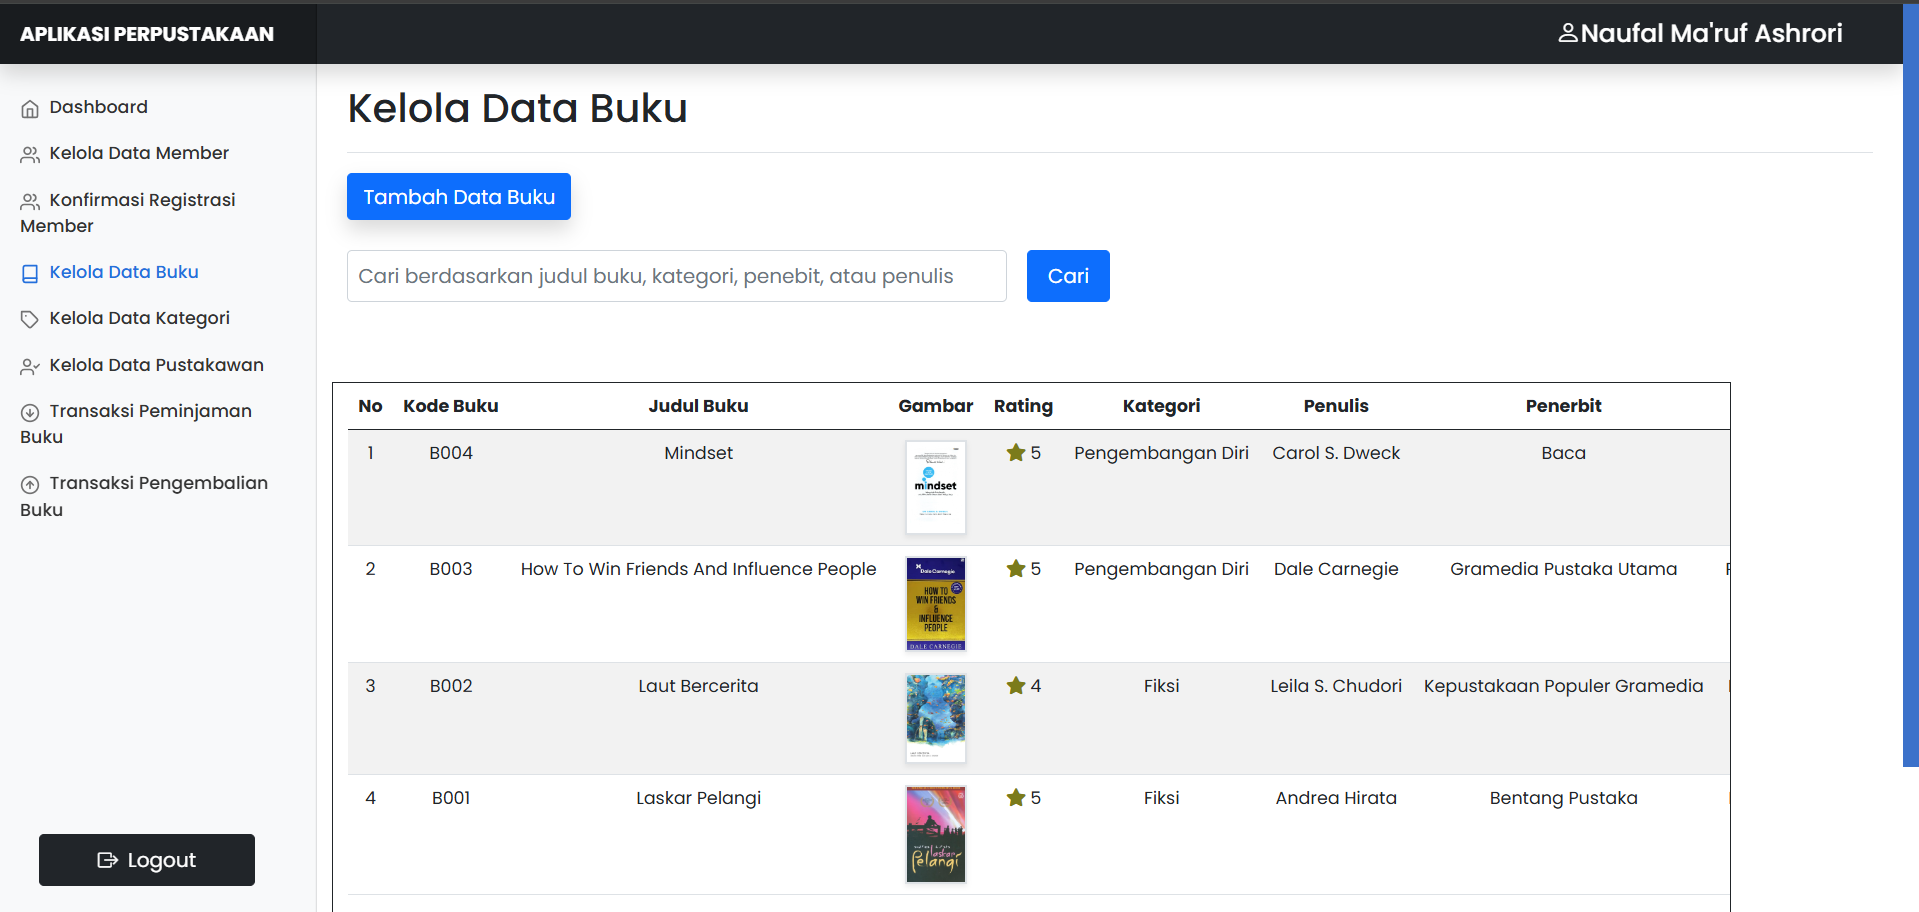 APLIKASI PERPUSTAKAAN
Naufal Ma'ruf Ashrori
Dashboard
Kelola Data Member
Konfirmasi Registrasi
Member
Kelola Data Buku
Kelola Data Kategori
Kelola Data Pustakawan
Transaksi Peminjaman
Buku
Transaksi Pengembalian
Buku
Logout
Kelola Data Buku
Tambah Data Buku
Cari berdasarkan judul buku, kategori, penebit, atau penulis
Cari
No Kode Buku Judul Buku Gambar Rating Kategori Penulis Penerbit
1 B004 Mindset 5 Pengembangan Diri Carol S. Dweck Baca
mindset
2 B003 How To Win Friends And Influence People 5 Pengembangan Diri Dale Carnegie Gramedia Pustaka Utama
Dale Carnegie
HOW TO
WIN FRIENDS
&
INFLUENCE
PEOPLE
DALE CARNEGIE
3 B002 Laut Bercerita 4 Fiksi Leila S. Chudori Kepustakaan Populer Gramedia
4 B001 Laskar Pelangi 5 Fiksi Andrea Hirata Bentang Pustaka
laskar
Pelangi